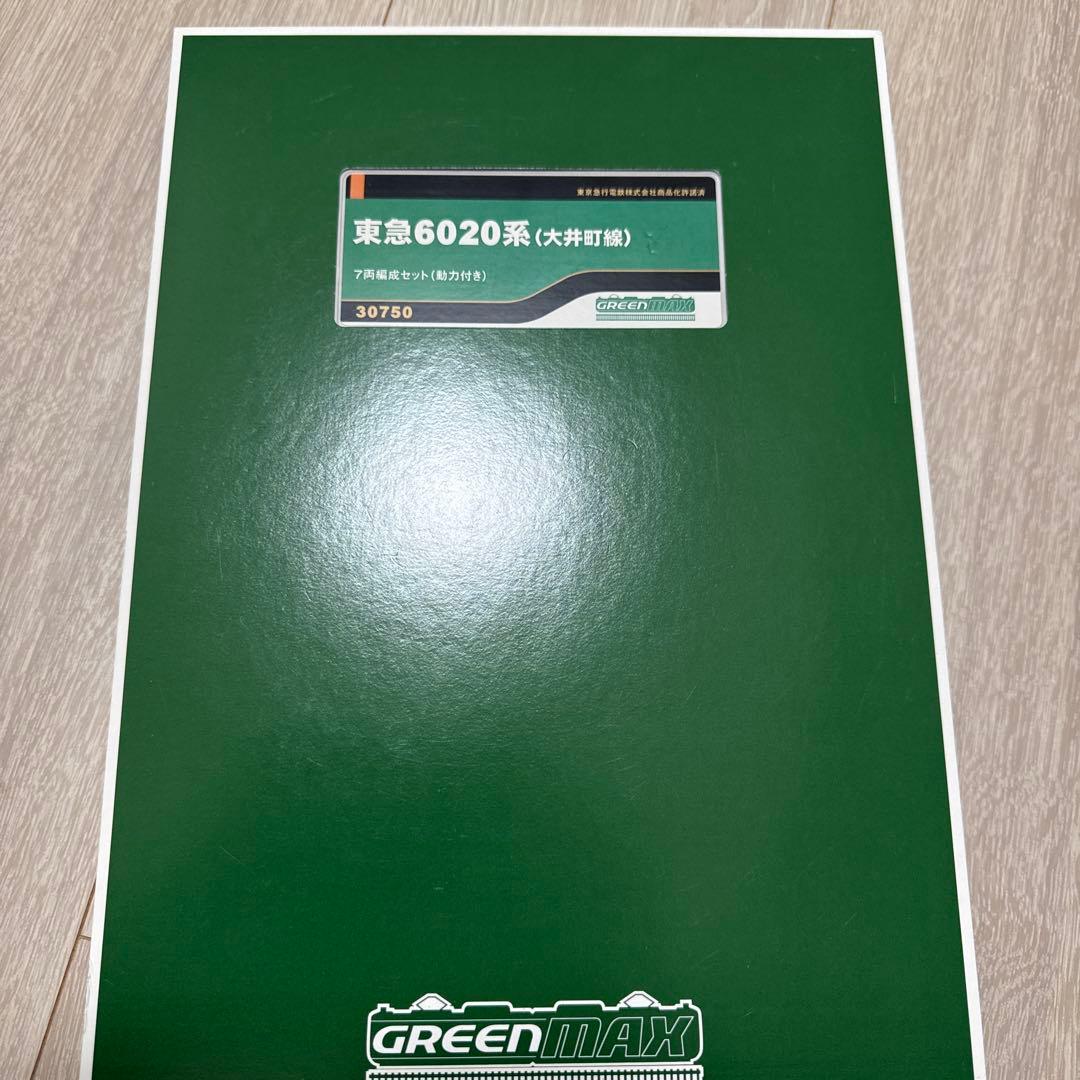 東京急行電鉄株式会社商品化許諾済
東急6020系(大井町線)
7両編成セット(動力付き)
30750
GREENMAX
GREENMAX